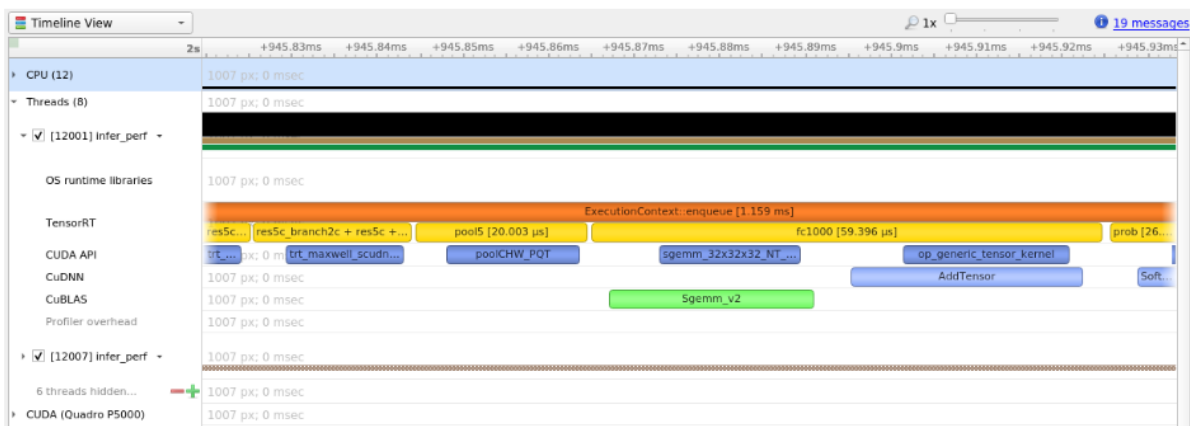 Timeline View 1x 19 messages
2s +945.83ms +945.84ms +945.85ms +945.86ms +945.87ms +945.88ms +945.89ms +945.9ms +945.91ms +945.92ms +945.93ms
CPU (12) 1007 px; 0 msec
Threads (8) 1007 px; 0 msec
[12001] infer_perf
OS runtime libraries 1007 px; 0 msec
ExecutionContext::enqueue [1.159 ms]
TensorRT
res5c... res5c_branch2c + res5c +... pool5 [20.003 µs] fc1000 [59.396 µs] prob [26....
CUDA API trt_... px; 0 m trt_maxwell_scudn... poolCHW_PQT sgemm_32x32x32_NT_... op_generic_tensor_kernel
CuDNN 1007 px; 0 msec AddTensor Soft...
CuBLAS 1007 px; 0 msec Sgemm_v2
Profiler overhead 1007 px; 0 msec
[12007] infer_perf 1007 px; 0 msec
6 threads hidden... 1007 px; 0 msec
CUDA (Quadro P5000) 1007 px; 0 msec